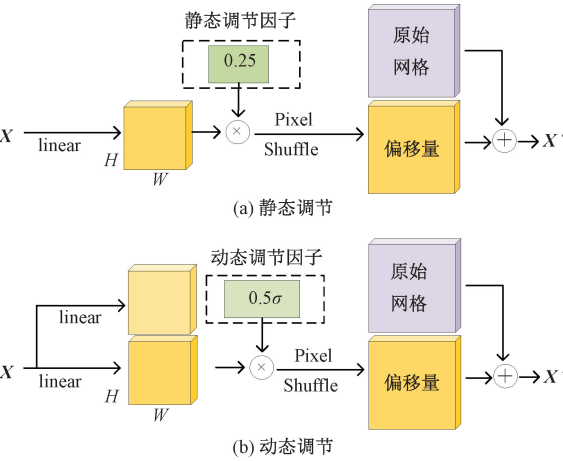 静态调节因子
0.25
原始
网格
X
linear
H
W
×
Pixel
Shuffle
偏移量
+
X'
(a) 静态调节
动态调节因子
0.5σ
原始
网格
linear
X
linear
H
W
×
Pixel
Shuffle
偏移量
+
X'
(b) 动态调节